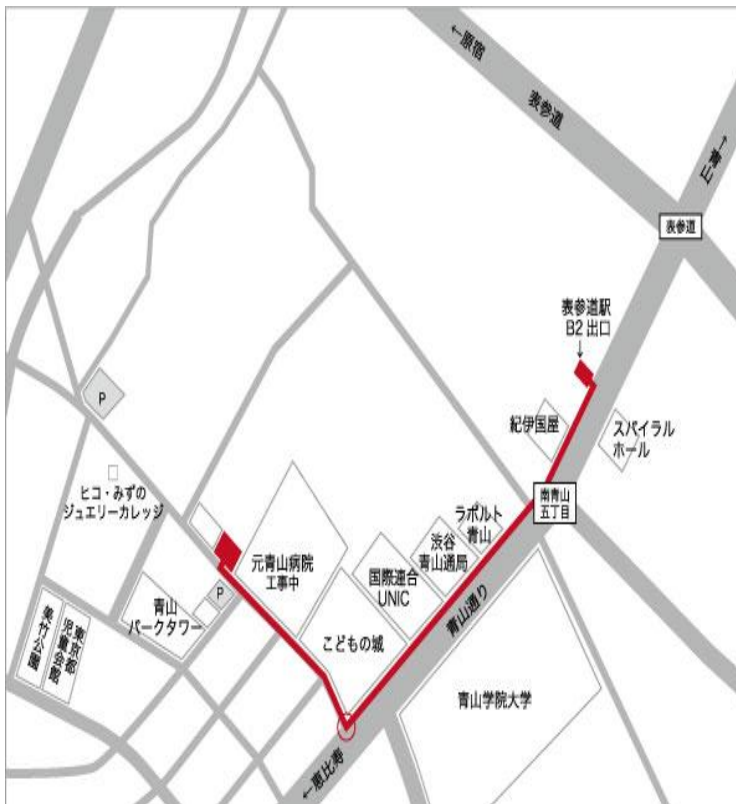 ←原宿
表参道
→青山
表参道
表参道駅
B2 出口
↓
紀伊国屋
スパイラル
ホール
南青山
五丁目
ラポルト
青山
渋谷
青山通局
国際連合
UNIC
元青山病院
工事中
こどもの城
青山通り
青山学院大学
P
ヒコ・みずの
ジュエリーカレッジ
P
青山
パークタワー
東京都
児童会館
美竹公園
←恵比寿